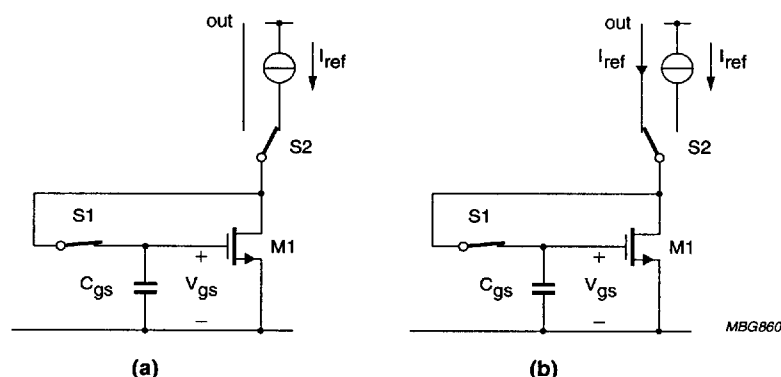 out
I_ref
S2
S1
M1
+
C_gs
V_gs
–
(a)
out
I_ref
I_ref
S2
S1
M1
+
C_gs
V_gs
–
MBG860
(b)